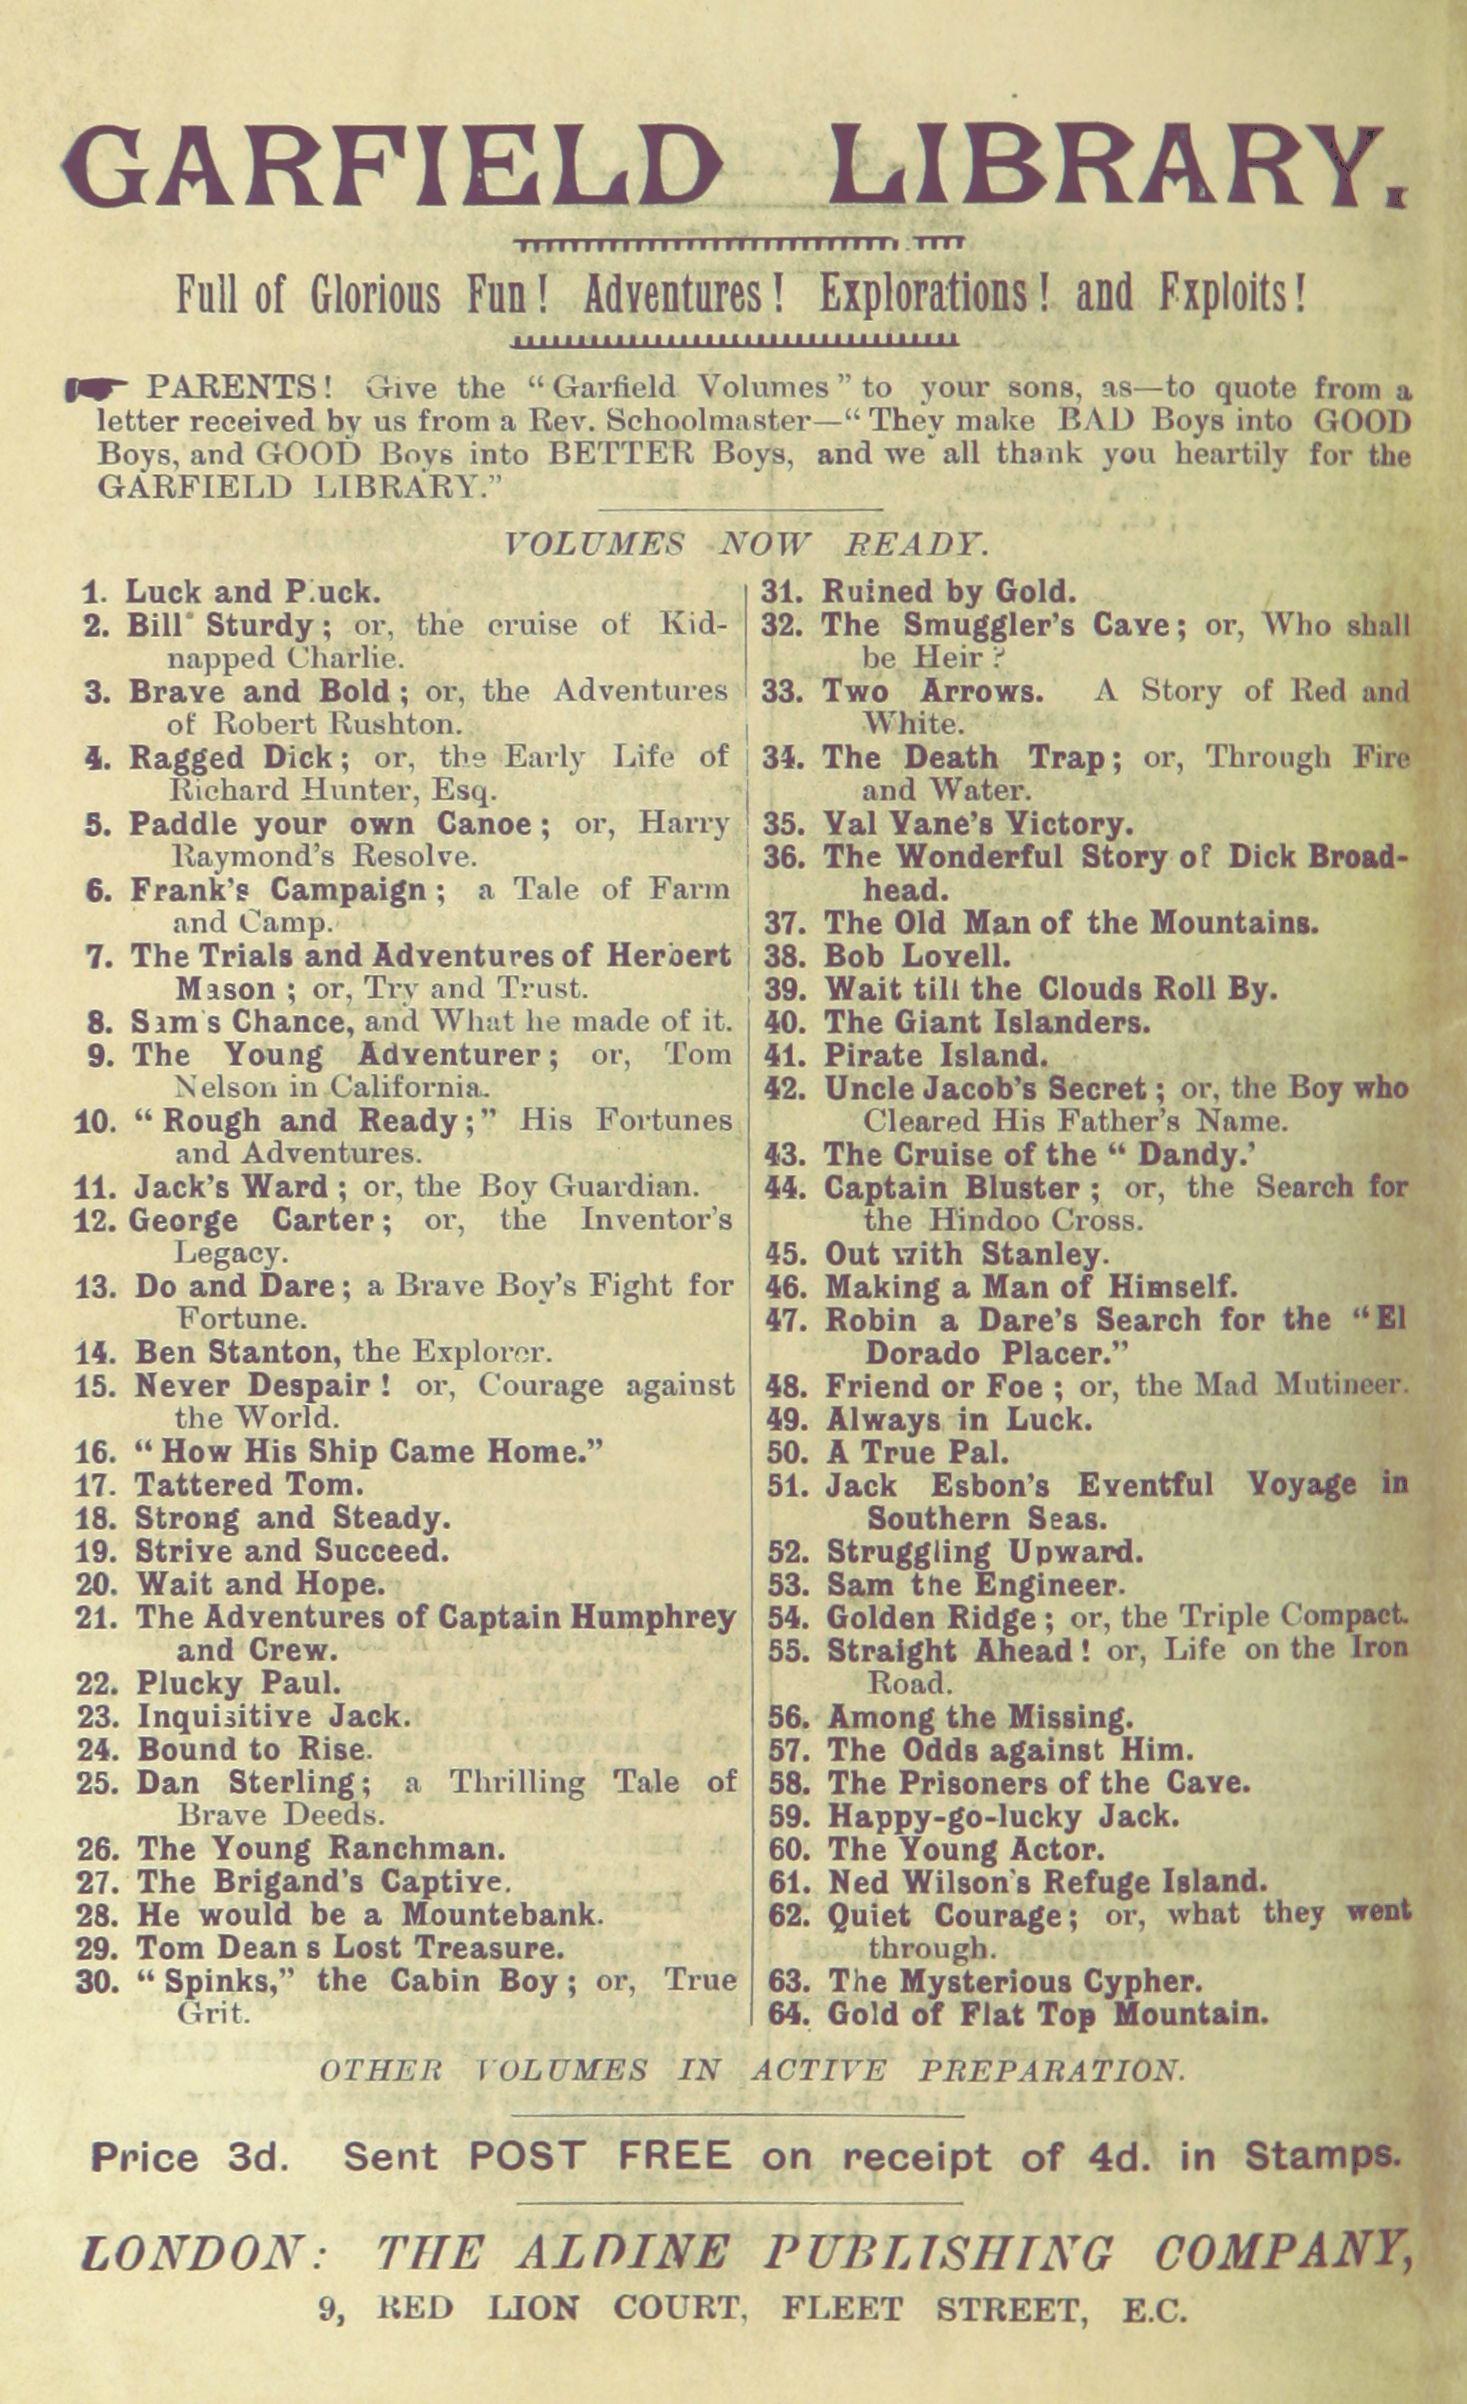 GARFIELD LIBRARY.
Full of Glorious Fun! Adventures! Explorations! and Exploits!
PARENTS! Give the "Garfield Volumes" to your sons, as—to quote from a
letter received by us from a Rev. Schoolmaster—"They make BAD Boys into GOOD
Boys, and GOOD Boys into BETTER Boys, and we all thank you heartily for the
GARFIELD LIBRARY."
VOLUMES NOW READY.
1. Luck and Pluck.
2. Bill Sturdy; or, the cruise of Kid-
napped Charlie.
3. Brave and Bold; or, the Adventures
of Robert Rushton.
4. Ragged Dick; or, the Early Life of
Richard Hunter, Esq.
5. Paddle your own Canoe; or, Harry
Raymond's Resolve.
6. Frank's Campaign; a Tale of Farm
and Camp.
7. The Trials and Adventures of Herbert
Mason; or, Try and Trust.
8. Sam's Chance, and What he made of it.
9. The Young Adventurer; or, Tom
Nelson in California.
10. "Rough and Ready;" His Fortunes
and Adventures.
11. Jack's Ward; or, the Boy Guardian.
12. George Carter; or, the Inventor's
Legacy.
13. Do and Dare; a Brave Boy's Fight for
Fortune.
14. Ben Stanton, the Explorer.
15. Never Despair! or, Courage against
the World.
16. "How His Ship Came Home."
17. Tattered Tom.
18. Strong and Steady.
19. Strive and Succeed.
20. Wait and Hope.
21. The Adventures of Captain Humphrey
and Crew.
22. Plucky Paul.
23. Inquisitive Jack.
24. Bound to Rise.
25. Dan Sterling; a Thrilling Tale of
Brave Deeds.
26. The Young Ranchman.
27. The Brigand's Captive.
28. He would be a Mountebank.
29. Tom Dean s Lost Treasure.
30. "Spinks," the Cabin Boy; or, True
Grit.
31. Ruined by Gold.
32. The Smuggler's Cave; or, Who shall
be Heir?
33. Two Arrows. A Story of Red and
White.
34. The Death Trap; or, Through Fire
and Water.
35. Val Vane's Victory.
36. The Wonderful Story of Dick Broad-
head.
37. The Old Man of the Mountains.
38. Bob Lovell.
39. Wait till the Clouds Roll By.
40. The Giant Islanders.
41. Pirate Island.
42. Uncle Jacob's Secret; or, the Boy who
Cleared His Father's Name.
43. The Cruise of the "Dandy.'
44. Captain Bluster; or, the Search for
the Hindoo Cross.
45. Out with Stanley.
46. Making a Man of Himself.
47. Robin a Dare's Search for the "El
Dorado Placer."
48. Friend or Foe; or, the Mad Mutineer.
49. Always in Luck.
50. A True Pal.
51. Jack Esbon's Eventful Voyage in
Southern Seas.
52. Struggling Upward.
53. Sam the Engineer.
54. Golden Ridge; or, the Triple Compact.
55. Straight Ahead! or, Life on the Iron
Road.
56. Among the Missing.
57. The Odds against Him.
58. The Prisoners of the Cave.
59. Happy-go-lucky Jack.
60. The Young Actor.
61. Ned Wilson's Refuge Island.
62. Quiet Courage; or, what they went
through.
63. The Mysterious Cypher.
64. Gold of Flat Top Mountain.
OTHER VOLUMES IN ACTIVE PREPARATION.
Price 3d. Sent POST FREE on receipt of 4d. in Stamps.
LONDON: THE ALDINE PUBLISHING COMPANY,
9, RED LION COURT, FLEET STREET, E.C.